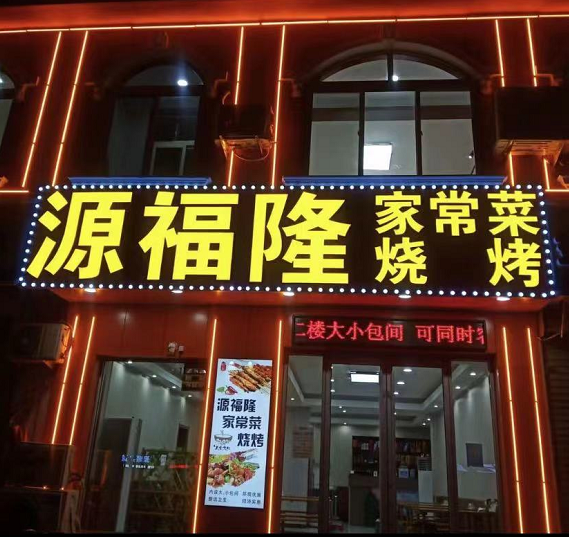 源福隆
家常菜
烧烤
二楼大小包间 可同时
源福隆
家常菜
烧烤